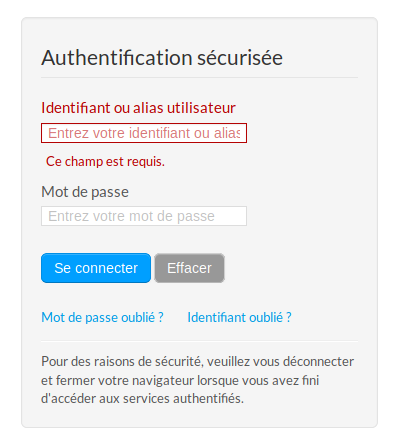 Authentification sécurisée
Identifiant ou alias utilisateur
Entrez votre identifiant ou alias
Ce champ est requis.
Mot de passe
Entrez votre mot de passe
Se connecter Effacer
Mot de passe oublié ? Identifiant oublié ?
Pour des raisons de sécurité, veuillez vous déconnecter
et fermer votre navigateur lorsque vous avez fini
d'accéder aux services authentifiés.